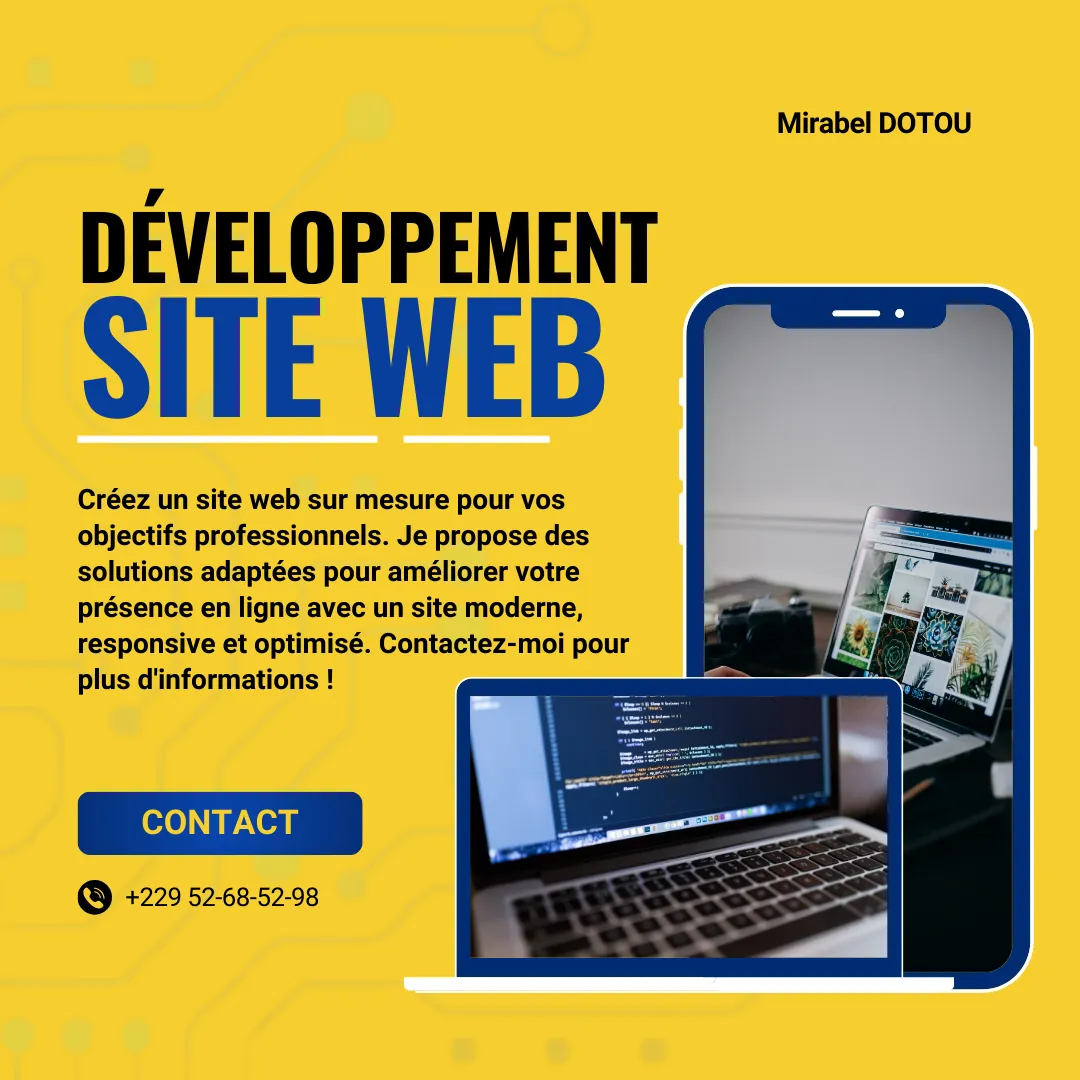 Mirabel DOTOU
DÉVELOPPEMENT
SITE WEB
Créez un site web sur mesure pour vos
objectifs professionnels. Je propose des
solutions adaptées pour améliorer votre
présence en ligne avec un site moderne,
responsive et optimisé. Contactez-moi pour
plus d'informations !
CONTACT
+229 52-68-52-98